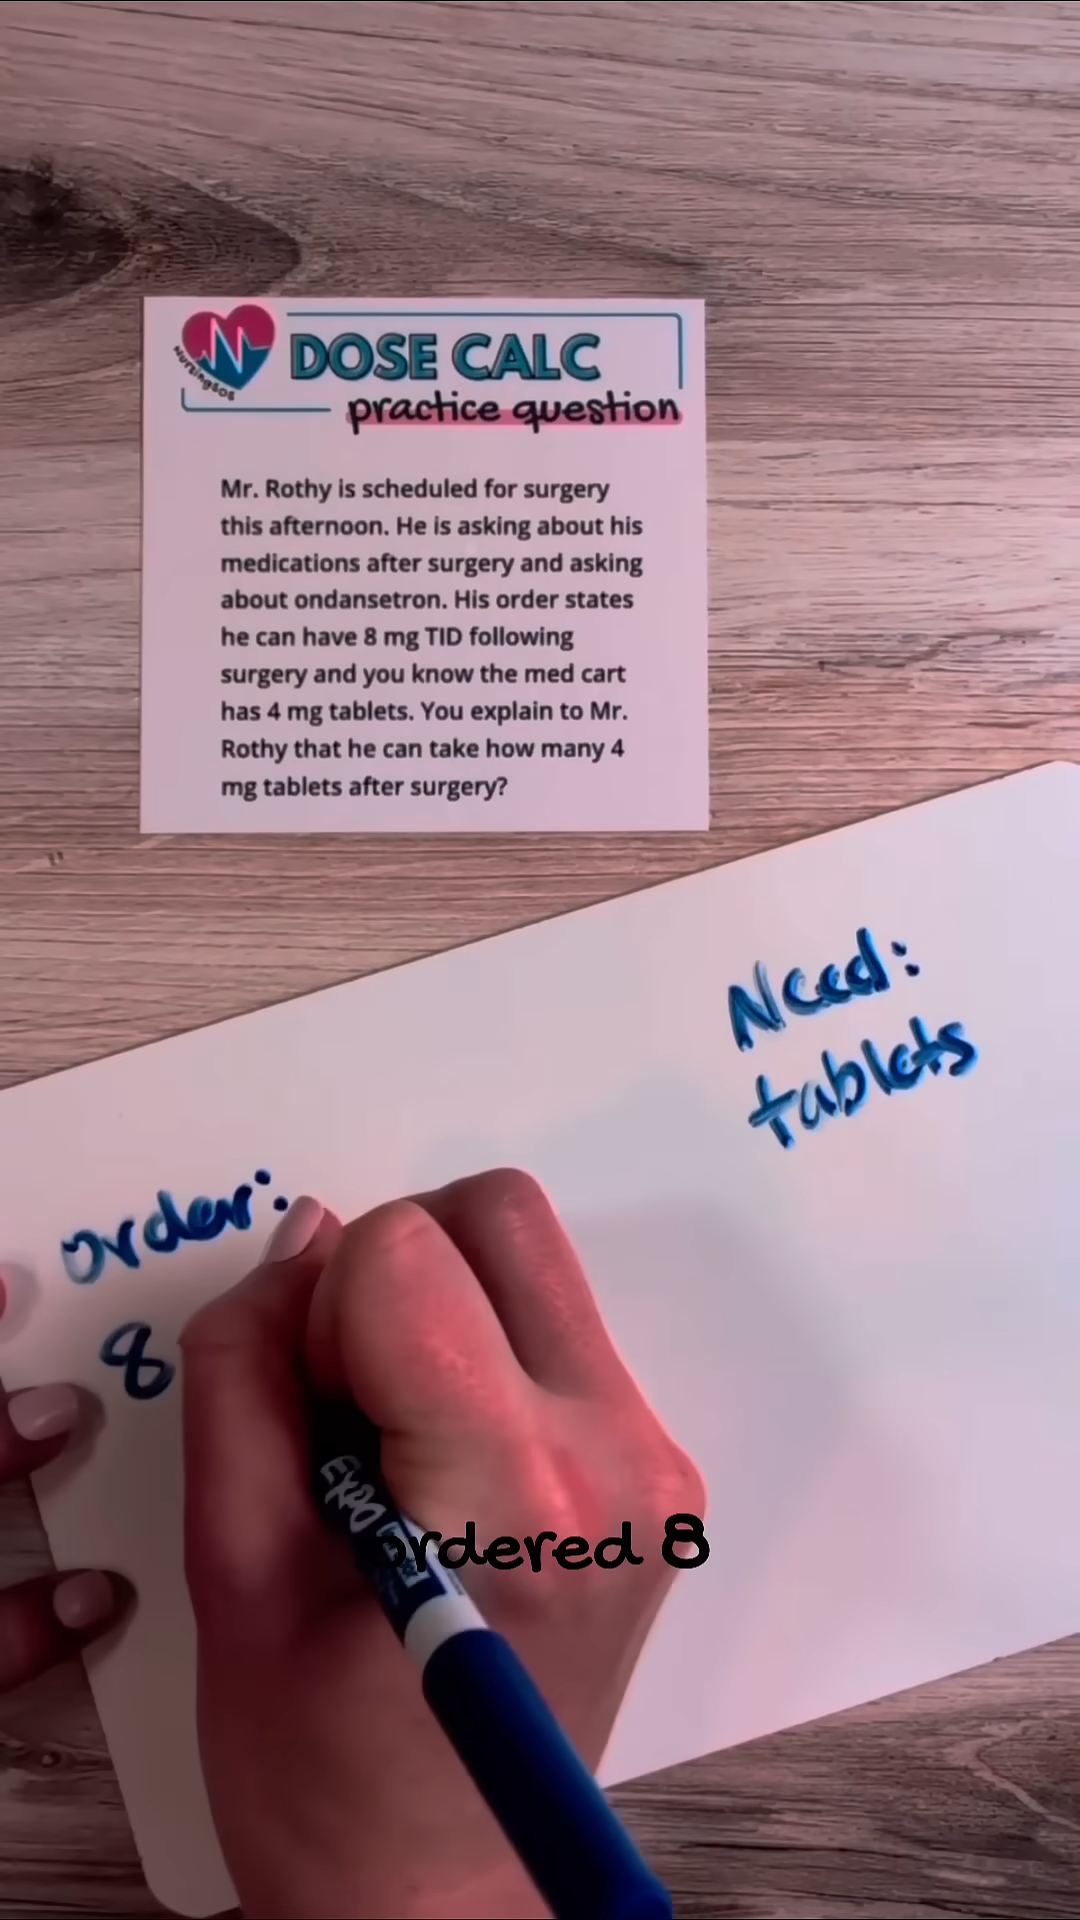 NursingSOS
DOSE CALC
practice question
Mr. Rothy is scheduled for surgery
this afternoon. He is asking about his
medications after surgery and asking
about ondansetron. His order states
he can have 8 mg TID following
surgery and you know the med cart
has 4 mg tablets. You explain to Mr.
Rothy that he can take how many 4
mg tablets after surgery?
Need:
tablets
order:
8
EXPO
ordered 8